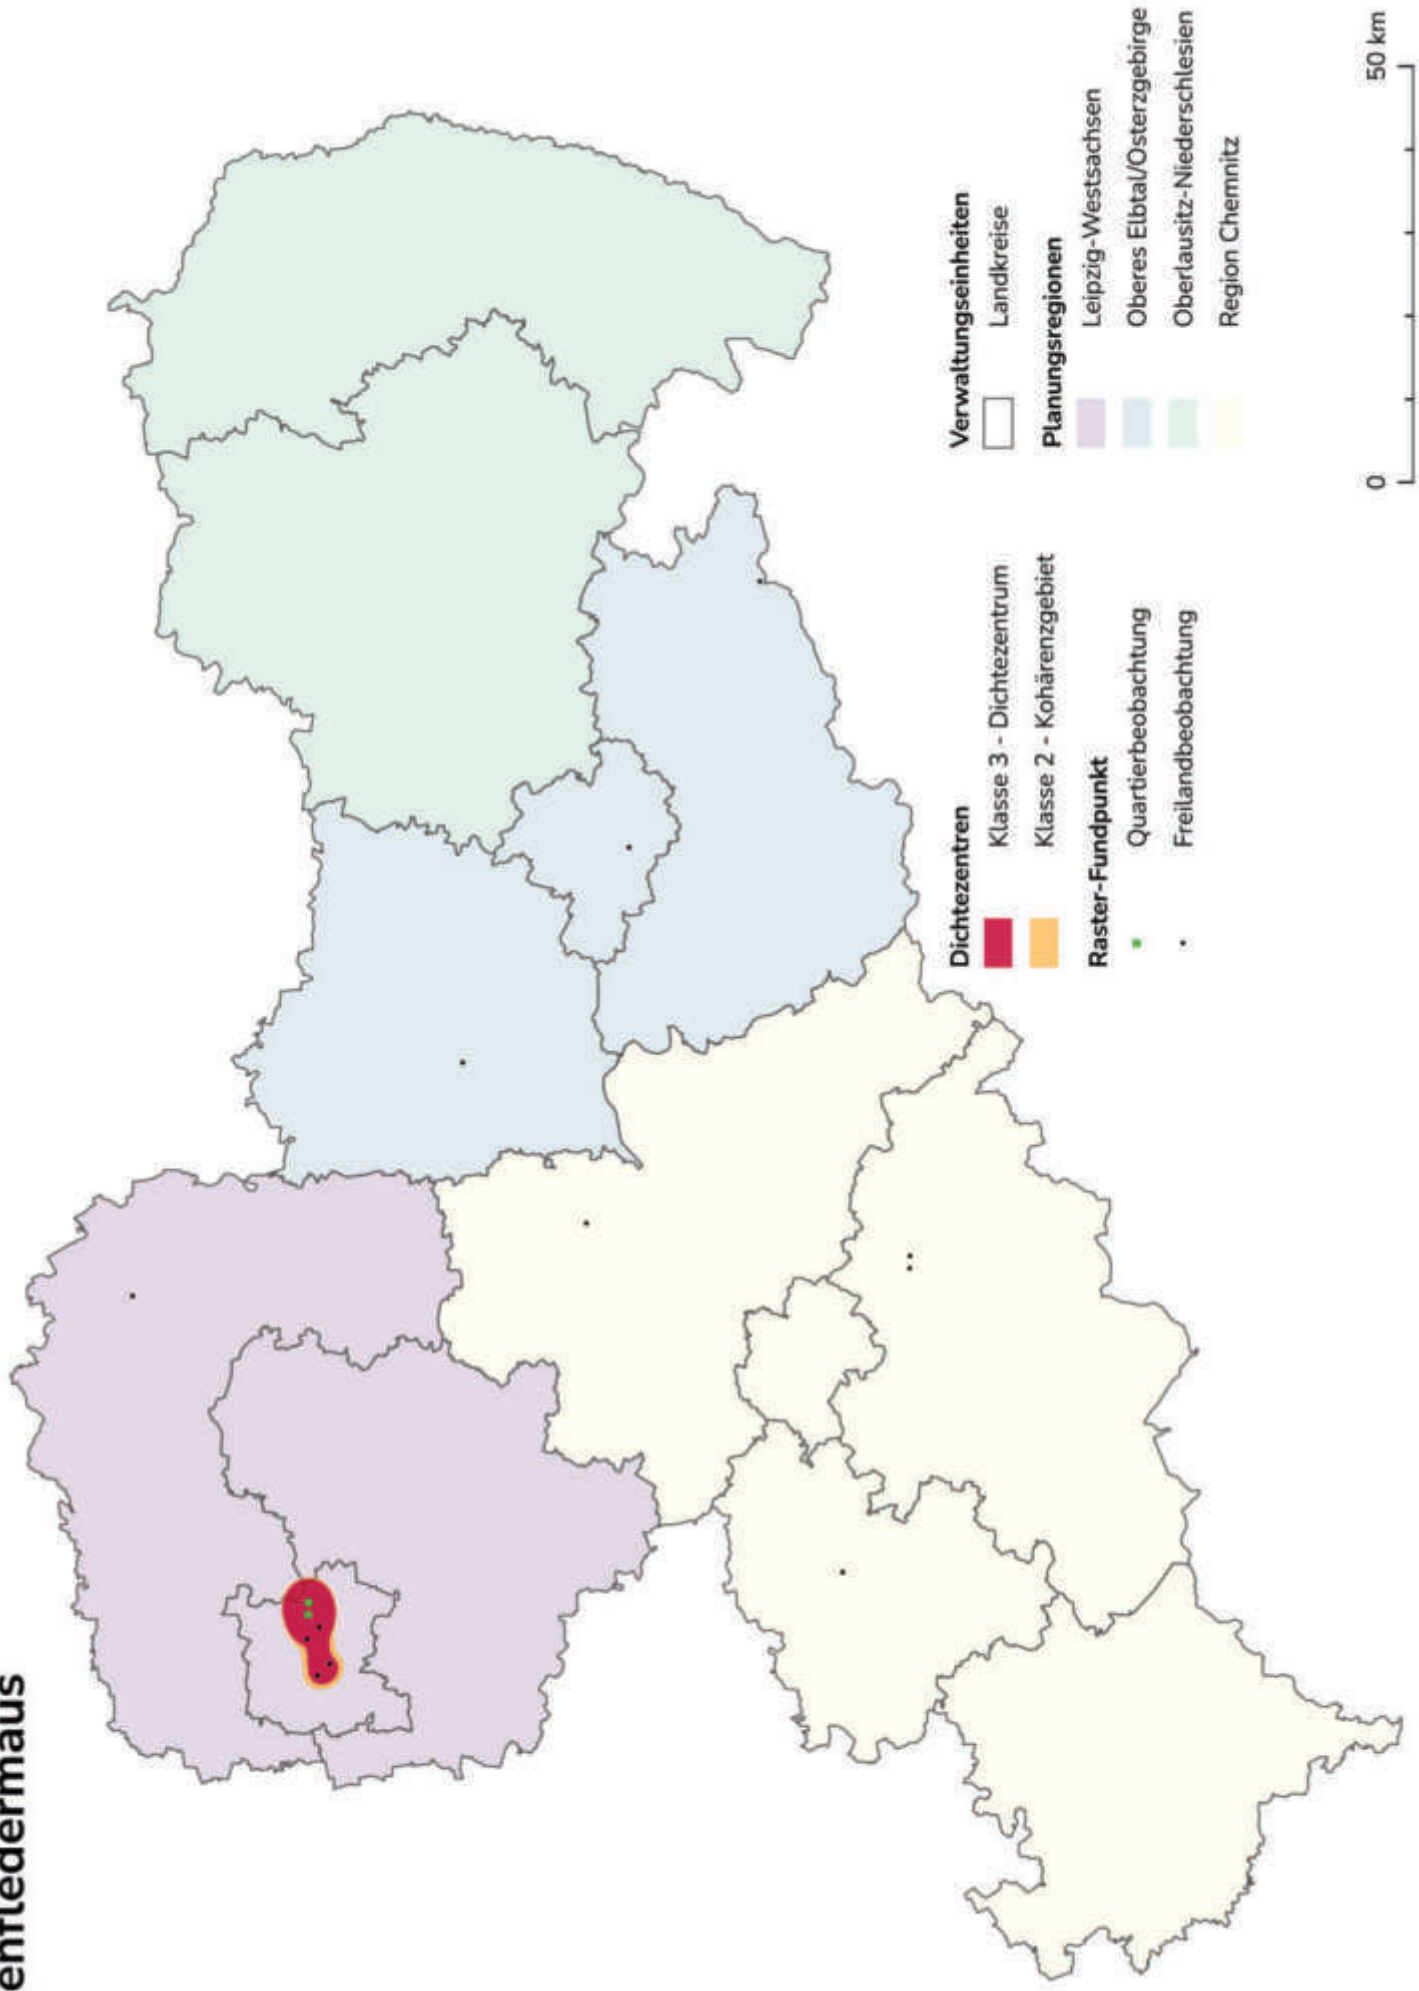 enfledermaus
Dichtezentren
Klasse 3 - Dichtezentrum
Klasse 2 - Kohärenzgebiet
Raster-Fundpunkt
Quartierbeobachtung
Freilandbeobachtung
Verwaltungseinheiten
Landkreise
Planungsregionen
Leipzig-Westsachsen
Oberes Elbtal/Osterzgebirge
Oberlausitz-Niederschlesien
Region Chemnitz
0 50 km